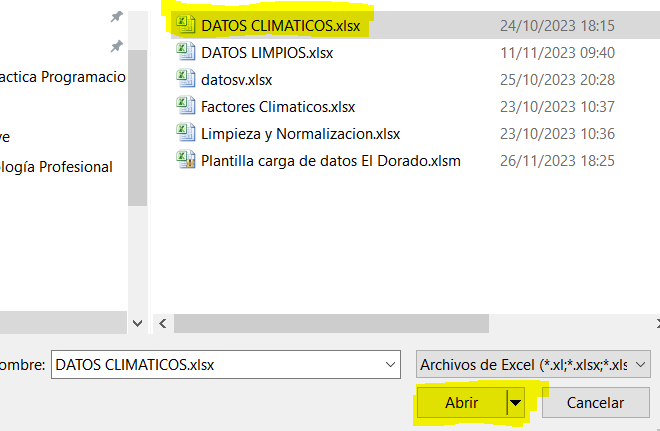 DATOS CLIMATICOS.xlsx 24/10/2023 18:15
DATOS LIMPIOS.xlsx 11/11/2023 09:40
actica Programacion
datosv.xlsx 25/10/2023 20:28
Factores Climaticos.xlsx 23/10/2023 10:37
ve
Limpieza y Normalizacion.xlsx 23/10/2023 10:36
ología Profesional
Plantilla carga de datos El Dorado.xlsm 26/11/2023 18:25
ombre: DATOS CLIMATICOS.xlsx Archivos de Excel (*.xl;*.xlsx;*.xls
Abrir Cancelar